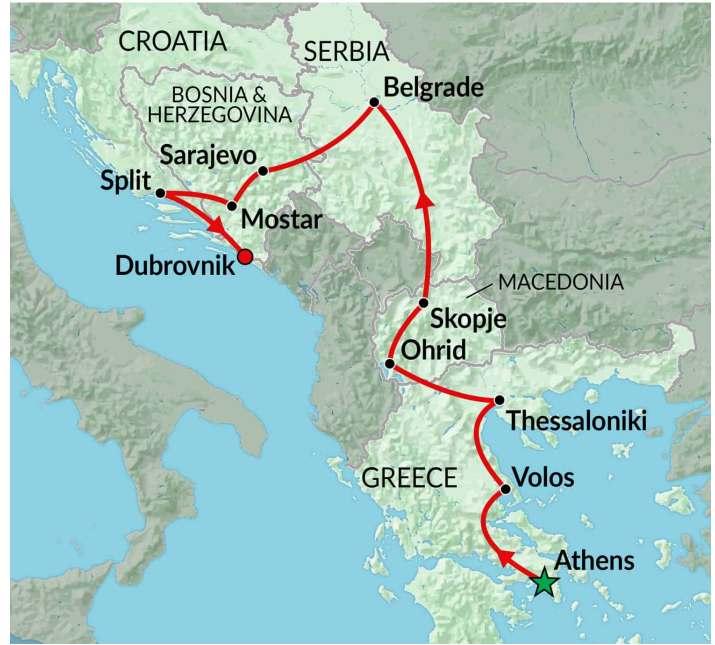 CROATIA
SERBIA
Belgrade
BOSNIA &
HERZEGOVINA
Sarajevo
Split
Mostar
Dubrovnik
MACEDONIA
Skopje
Ohrid
Thessaloniki
GREECE
Volos
Athens